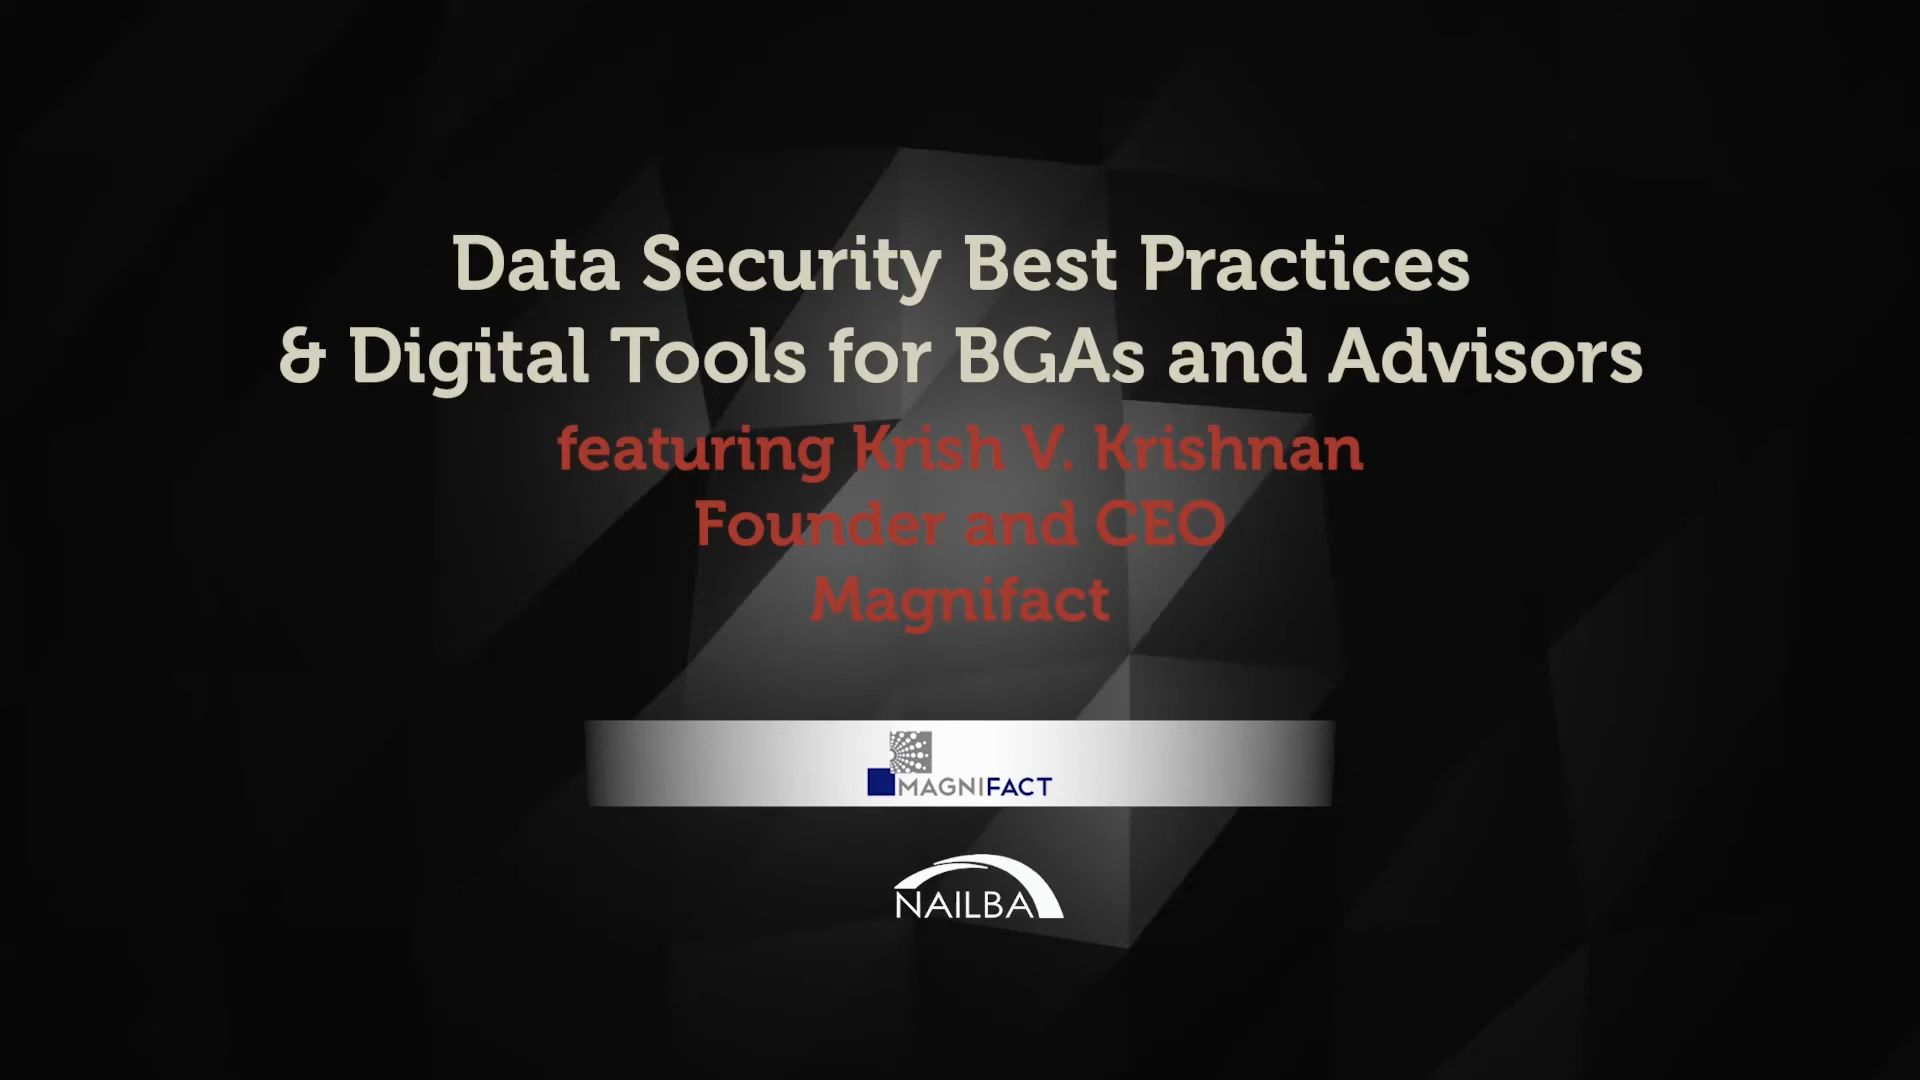 Data Security Best Practices
& Digital Tools for BGAs and Advisors
featuring Krish V. Krishnan
Founder and CEO
Magnifact
MAGNIFACT
NAILBA